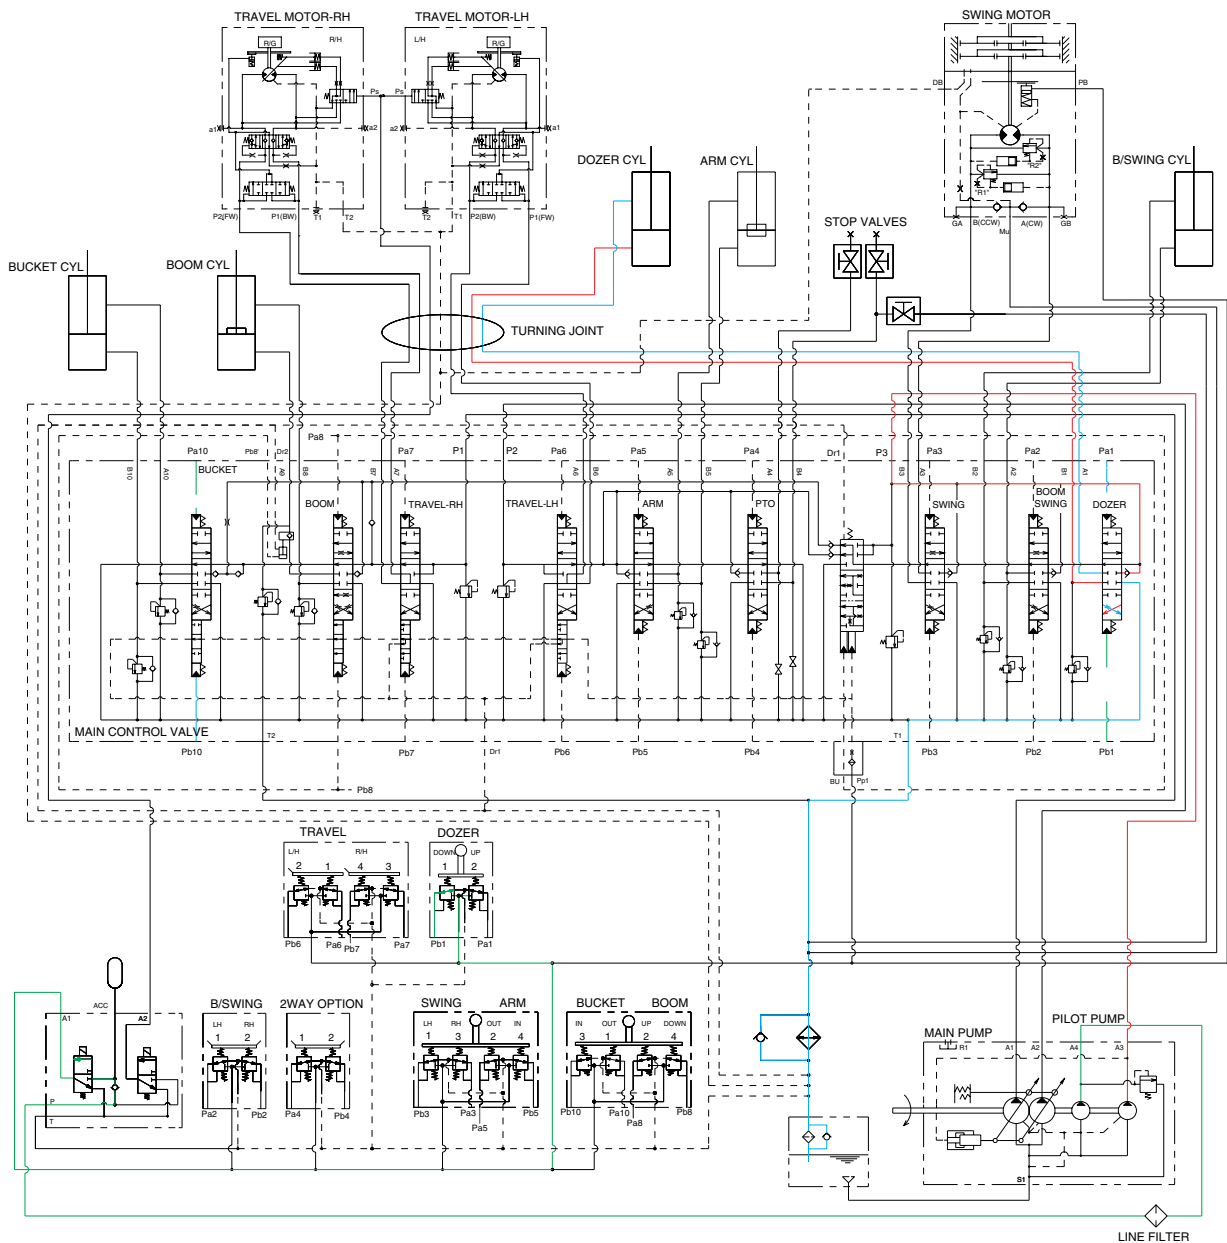 TRAVEL MOTOR-RH TRAVEL MOTOR-LH SWING MOTOR
R/G R/H L/H R/G
DB PB
Ps Ps
a1 a2 a2 a1
DOZER CYL ARM CYL B/SWING CYL
"R2"
"R1"
P2(FW) P1(BW) T1 T2 T2 T1 P2(BW) P1(FW)
STOP VALVES
GA B(CCW) A(CW) GB
Mu
BUCKET CYL BOOM CYL
TURNING JOINT
Pa8
Pa10 Pb8' Dr2 Pa7 P1 P2 Pa6 Pa5 Pa4 Dr1 P3 Pa3 Pa2 Pa1
B10 A10 A9 B8 B7 A7 A6 B6 A5 B5 A4 B4 B3 A3 B2 A2 B1 A1
BUCKET
BOOM TRAVEL-RH TRAVEL-LH ARM PTO SWING BOOM
SWING DOZER
MAIN CONTROL VALVE
T2 T1
Pb10 Pb7 Dr1 Pb6 Pb5 Pb4 Pb3 Pb2 Pb1
BU Pp1
Pb8
TRAVEL DOZER
L/H R/H DOWN UP
2 1 4 3 1 2
Pb6 Pa6 Pb7 Pa7 Pb1 Pa1
ACC
A1 A2
P
T
B/SWING 2WAY OPTION SWING ARM BUCKET BOOM
LH RH LH RH OUT IN IN OUT UP DOWN
1 2 1 2 1 3 2 4 3 1 2 4
Pa2 Pb2 Pa4 Pb4 Pb3 Pa3 Pb5 Pb10 Pa10 Pb8
Pa5 Pa8
PILOT PUMP
MAIN PUMP
R1 A1 A2 A4 A3
S1
LINE FILTER